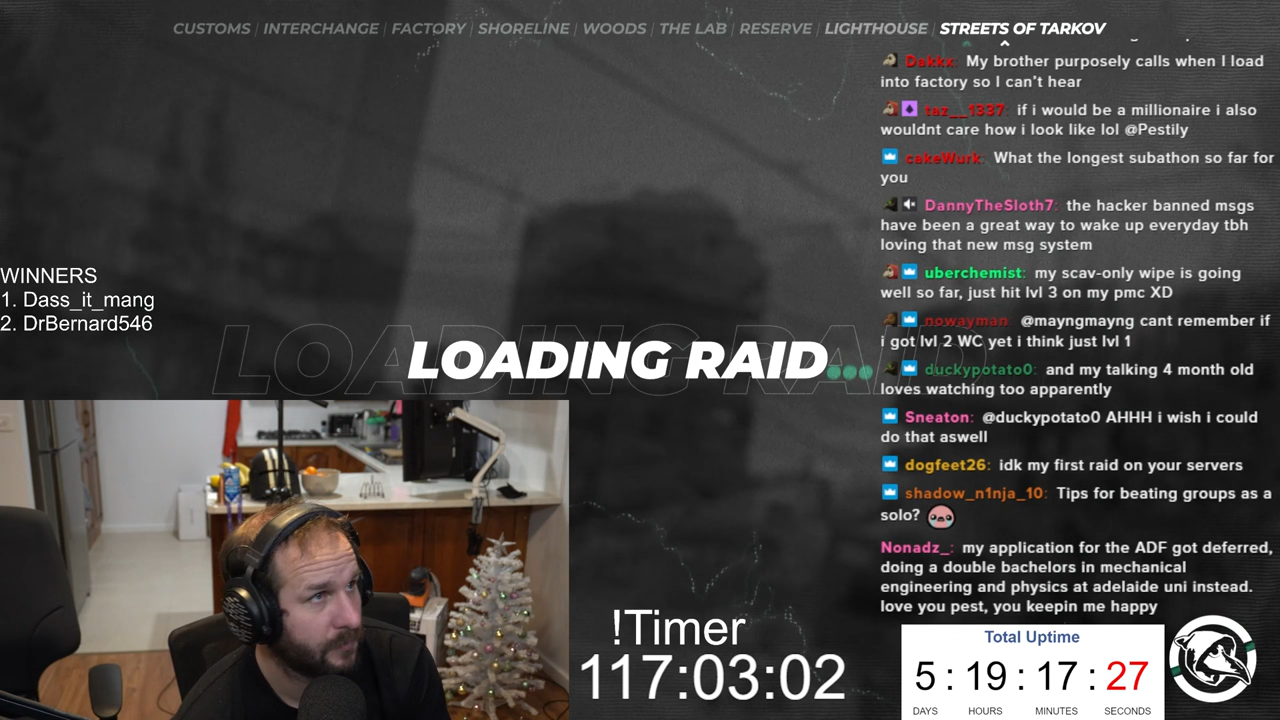 CUSTOMS / INTERCHANGE / FACTORY / SHORELINE / WOODS / THE LAB / RESERVE / LIGHTHOUSE / STREETS OF TARKOV
Dakkx: My brother purposely calls when I load
into factory so I can't hear
taz__1337: if i would be a millionaire i also
wouldnt care how i look like lol @Pestily
cakeWurk: What the longest subathon so far for
you
DannyTheSloth7: the hacker banned msgs
have been a great way to wake up everyday tbh
loving that new msg system
uberchemist: my scav-only wipe is going
well so far, just hit lvl 3 on my pmc XD
nowayman: @mayngmayng cant remember if
i got lvl 2 WC yet i think just lvl 1
duckypotato0: and my talking 4 month old
loves watching too apparently
Sneaton: @duckypotato0 AHHH i wish i could
do that aswell
dogfeet26: idk my first raid on your servers
shadow_n1nja_10: Tips for beating groups as a
solo?
Nonadz_: my application for the ADF got deferred,
doing a double bachelors in mechanical
engineering and physics at adelaide uni instead.
love you pest, you keepin me happy
WINNERS
1. Dass_it_mang
2. DrBernard546
LOADING RAID
LOADING RAID...
!Timer
117:03:02
Total Uptime
5 : 19 : 17 : 27
DAYS HOURS MINUTES SECONDS